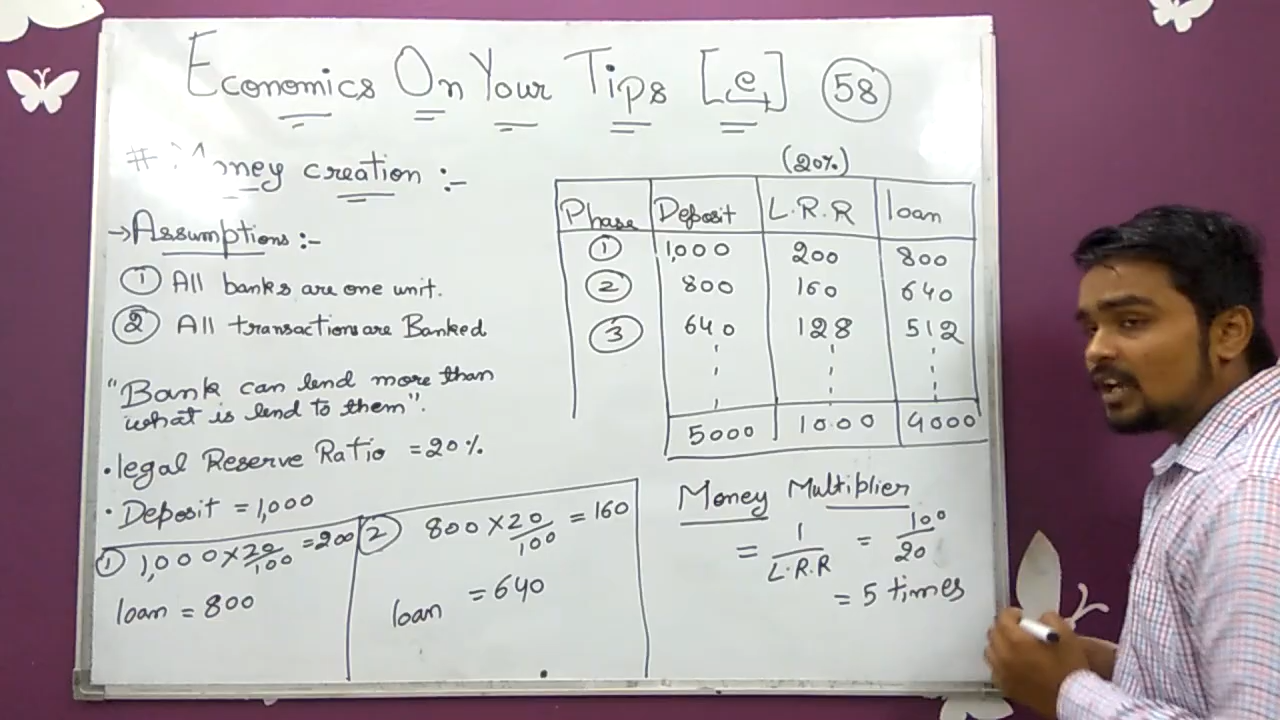 Economics On Your Tips [e] 58
# Money creation :-
→ Assumptions :-
① All banks are one unit.
② All transactions are Banked
"Bank can lend more than
what is lend to them".
• legal Reserve Ratio = 20%
• Deposit = 1,000
① 1,000 × 20/100 = 200
loan = 800
② 800 × 20/100 = 160
loan = 640
(20%)
Phase Deposit L.R.R loan
① 1,000 200 800
② 800 160 640
③ 640 128 512
5000 1000 4000
Money Multiplier
= 1/L.R.R = 100/20
= 5 times